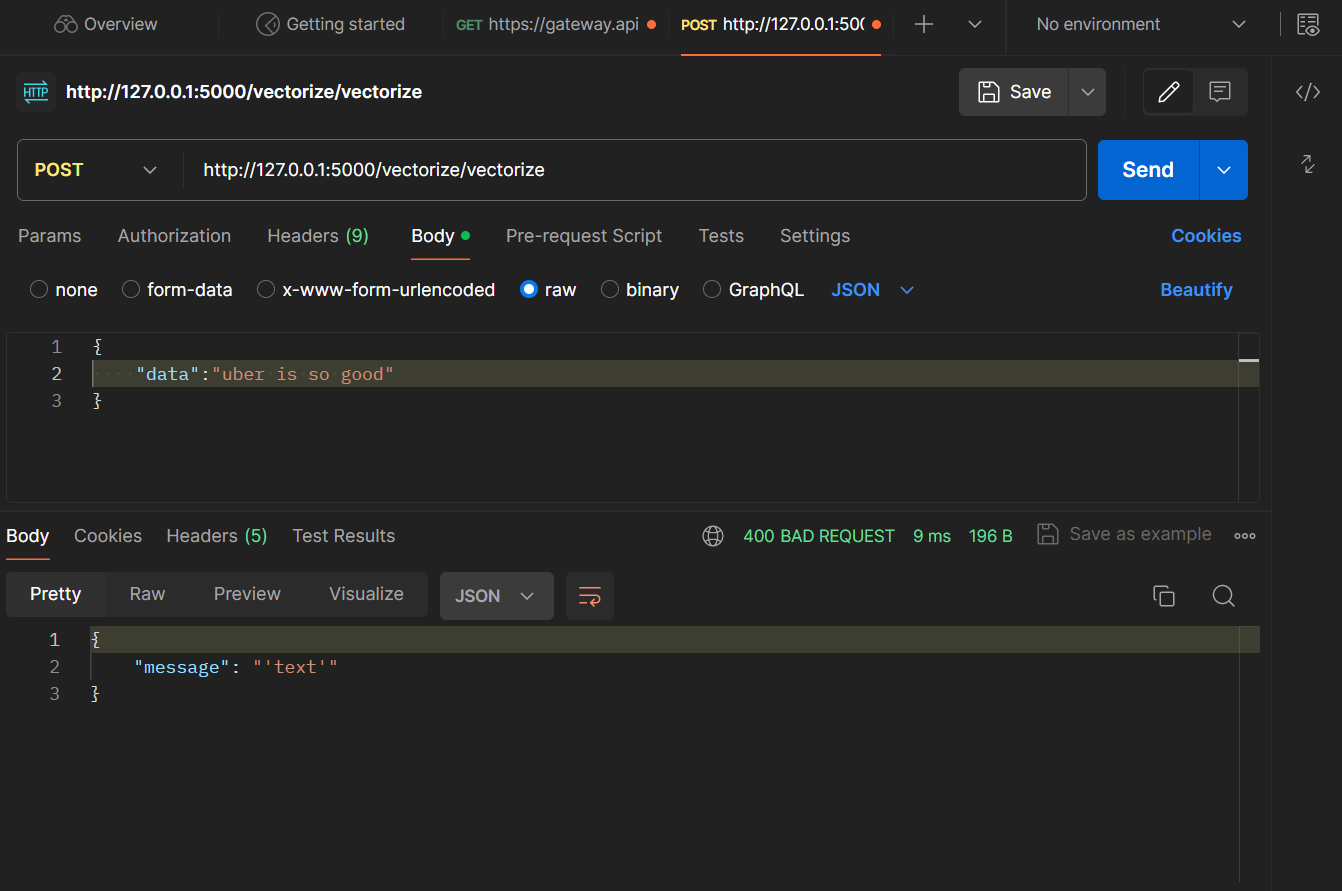 Overview Getting started GET https://gateway.api POST http://127.0.0.1:500 No environment
HTTP http://127.0.0.1:5000/vectorize/vectorize Save </>
POST http://127.0.0.1:5000/vectorize/vectorize Send
Params Authorization Headers (9) Body Pre-request Script Tests Settings Cookies
none form-data x-www-form-urlencoded raw binary GraphQL JSON Beautify
1 {
2 ····"data":"uber·is·so·good"
3 }
Body Cookies Headers (5) Test Results 400 BAD REQUEST 9 ms 196 B Save as example
Pretty Raw Preview Visualize JSON
1 {
2 "message": "'text'"
3 }